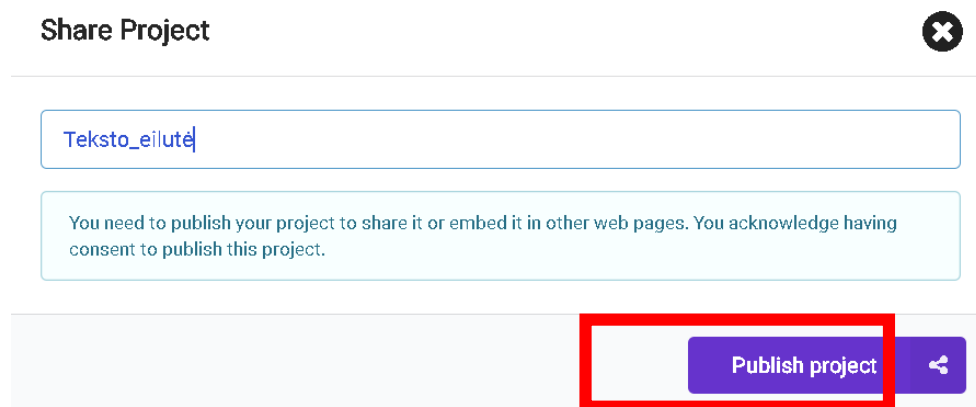 Share Project
Teksto_eilutė
You need to publish your project to share it or embed it in other web pages. You acknowledge having
consent to publish this project.
Publish project